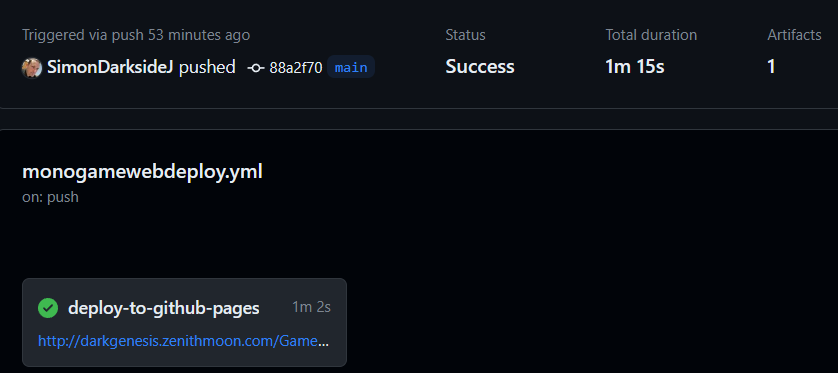 Triggered via push 53 minutes ago Status Total duration Artifacts
SimonDarksideJ pushed 88a2f70 main Success 1m 15s 1
monogamewebdeploy.yml
on: push
deploy-to-github-pages 1m 2s
http://darkgenesis.zenithmoon.com/Game...